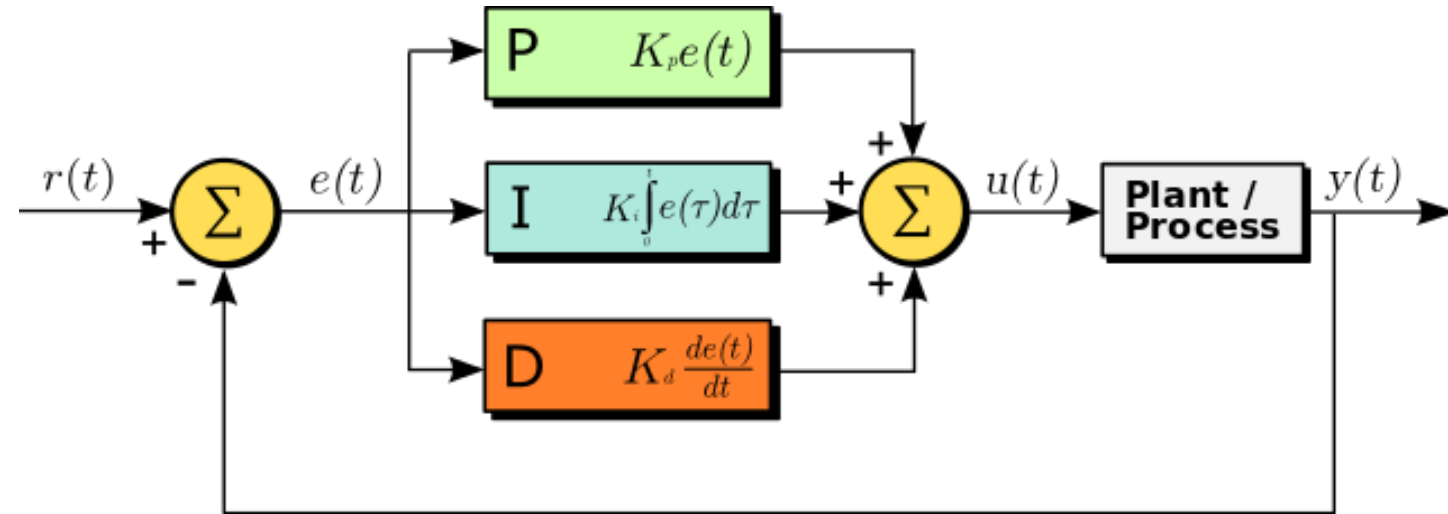 P K_p e(t)
r(t)
Σ
e(t)
I K_i ∫_0^t e(τ)dτ
Σ
u(t)
Plant /
Process
y(t)
+
-
+
+
+
D K_d de(t)/dt